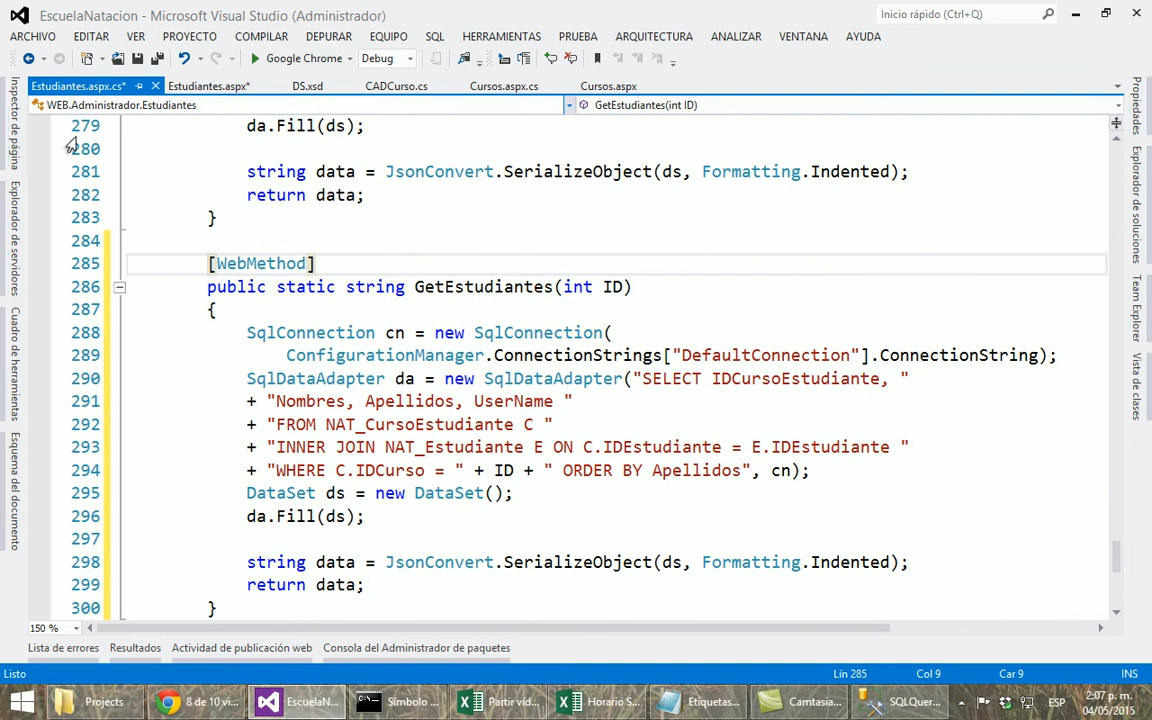 EscuelaNatacion - Microsoft Visual Studio (Administrador)
Inicio rápido (Ctrl+Q)
ARCHIVO EDITAR VER PROYECTO COMPILAR DEPURAR EQUIPO SQL HERRAMIENTAS PRUEBA ARQUITECTURA ANALIZAR VENTANA AYUDA
Google Chrome Debug
Estudiantes.aspx.cs* Estudiantes.aspx* DS.xsd CADCurso.cs Cursos.aspx.cs Cursos.aspx
WEB.Administrador.Estudiantes GetEstudiantes(int ID)
279 da.Fill(ds);
280
281 string data = JsonConvert.SerializeObject(ds, Formatting.Indented);
282 return data;
283 }
284
285 [WebMethod]
286 public static string GetEstudiantes(int ID)
287 {
288 SqlConnection cn = new SqlConnection(
289 ConfigurationManager.ConnectionStrings["DefaultConnection"].ConnectionString);
290 SqlDataAdapter da = new SqlDataAdapter("SELECT IDCursoEstudiante, "
291 + "Nombres, Apellidos, UserName "
292 + "FROM NAT_CursoEstudiante C "
293 + "INNER JOIN NAT_Estudiante E ON C.IDEstudiante = E.IDEstudiante "
294 + "WHERE C.IDCurso = " + ID + " ORDER BY Apellidos", cn);
295 DataSet ds = new DataSet();
296 da.Fill(ds);
297
298 string data = JsonConvert.SerializeObject(ds, Formatting.Indented);
299 return data;
300 }
Inspector de página
Explorador de servidores
Cuadro de herramientas
Esquema del documento
Propiedades
Explorador de soluciones
Team Explorer
Vista de clases
150 %
Lista de errores Resultados Actividad de publicación web Consola del Administrador de paquetes
Listo Lín 285 Col 9 Car 9 INS
Projects 8 de 10 vi... EscuelaN... Símbolo ... Partir víd... Horario S... Etiquetas... Camtasia... SQLQuer... ESP 2:07 p. m.
04/05/2015